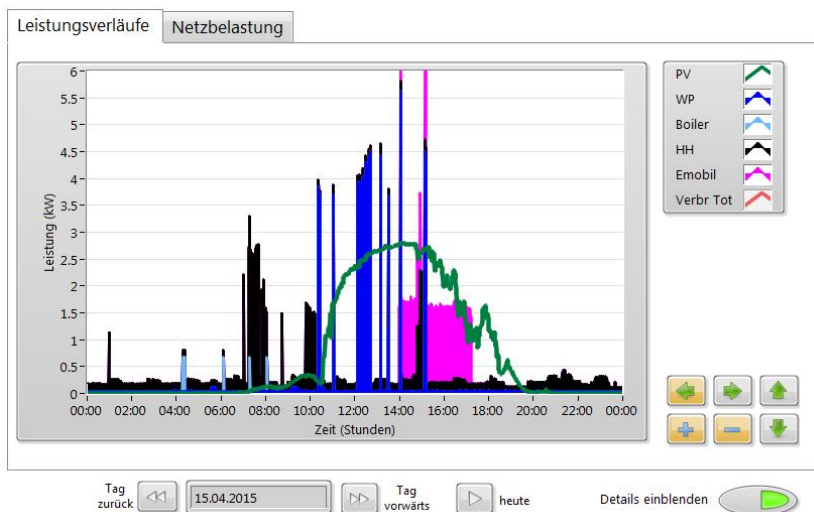 Leistungsverläufe Netzbelastung
6
5.5
5
4.5
4
3.5
3
2.5
2
1.5
1
0.5
0
Leistung (kW)
00:00 02:00 04:00 06:00 08:00 10:00 12:00 14:00 16:00 18:00 20:00 22:00 00:00
Zeit (Stunden)
PV
WP
Boiler
HH
Emobil
Verbr Tot
Tag
zurück
15.04.2015
Tag
vorwärts
heute
Details einblenden